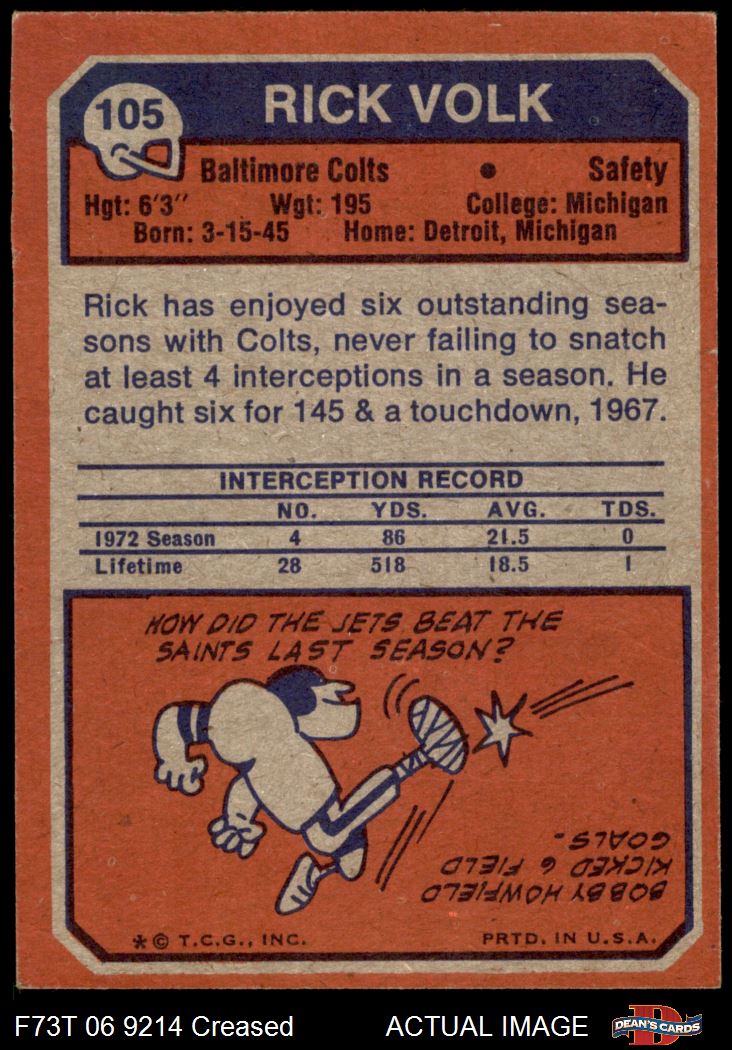 105
RICK VOLK
Baltimore Colts • Safety
Hgt: 6'3" Wgt: 195 College: Michigan
Born: 3-15-45 Home: Detroit, Michigan
Rick has enjoyed six outstanding sea-
sons with Colts, never failing to snatch
at least 4 interceptions in a season. He
caught six for 145 & a touchdown, 1967.
INTERCEPTION RECORD
NO. YDS. AVG. TDS.
1972 Season 4 86 21.5 0
Lifetime 28 518 18.5 1
HOW DID THE JETS BEAT THE
SAINTS LAST SEASON?
BOBBY HOWFIELD
KICKED 6 FIELD
GOALS.
* © T.C.G., INC. PRTD. IN U.S.A.
F73T 06 9214 Creased ACTUAL IMAGE
D
DEAN'S CARDS